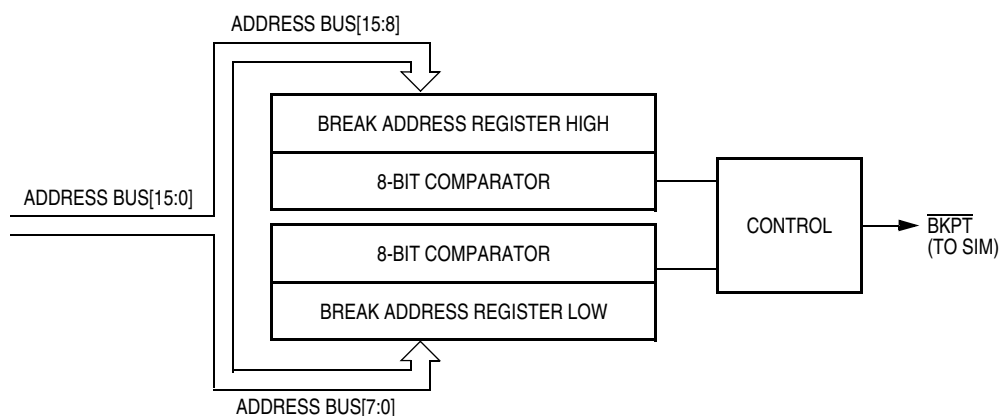 ADDRESS BUS[15:8]
BREAK ADDRESS REGISTER HIGH
8-BIT COMPARATOR
ADDRESS BUS[15:0]
CONTROL
BKPT
(TO SIM)
8-BIT COMPARATOR
BREAK ADDRESS REGISTER LOW
ADDRESS BUS[7:0]